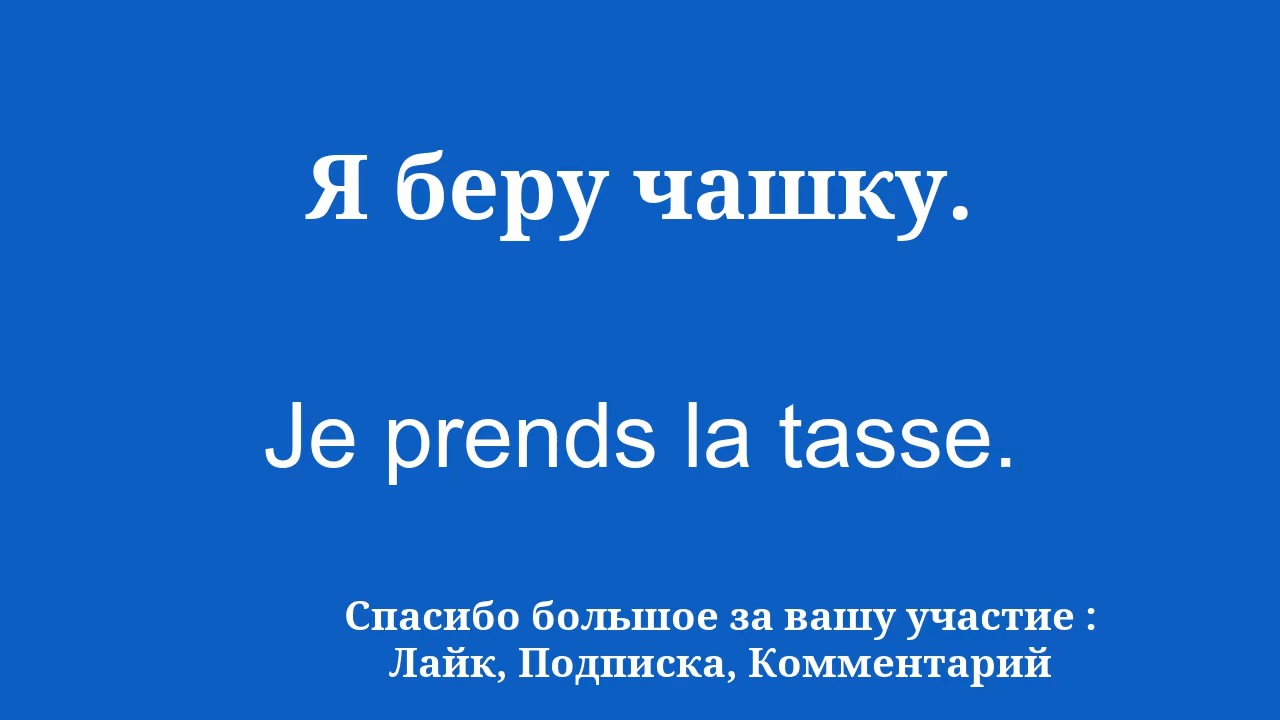 Я беру чашку.
Je prends la tasse.
Спасибо большое за вашу участие :
Лайк, Подписка, Комментарий